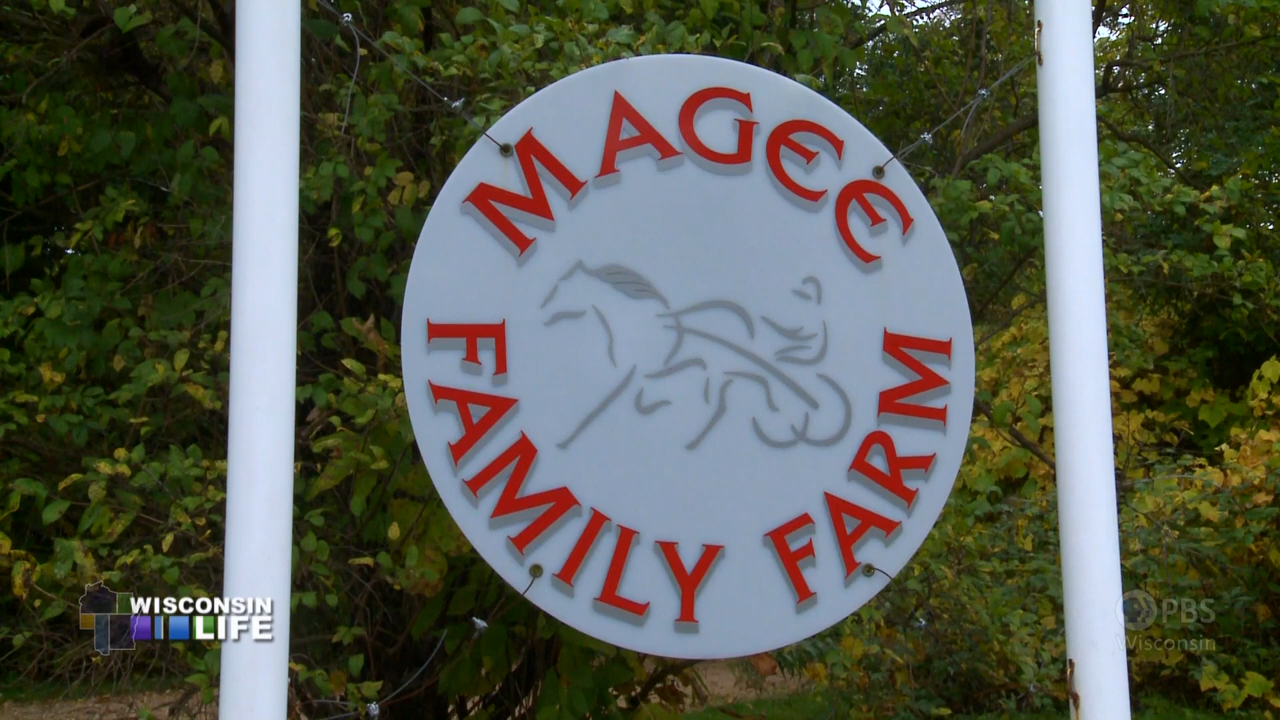 MAGEE
FAMILY FARM
WISCONSIN
LIFE
PBS
Wisconsin